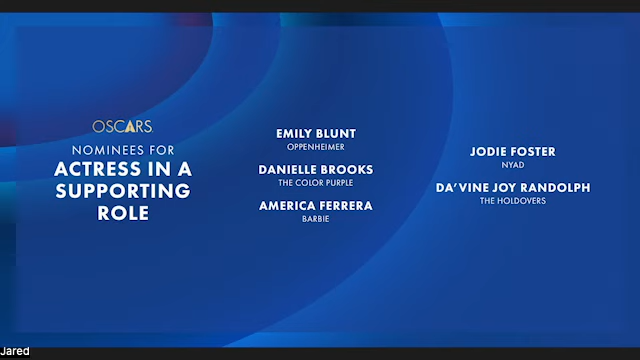 OSCARS
NOMINEES FOR
ACTRESS IN A
SUPPORTING
ROLE
EMILY BLUNT
OPPENHEIMER
DANIELLE BROOKS
THE COLOR PURPLE
AMERICA FERRERA
BARBIE
JODIE FOSTER
NYAD
DA'VINE JOY RANDOLPH
THE HOLDOVERS
Jared